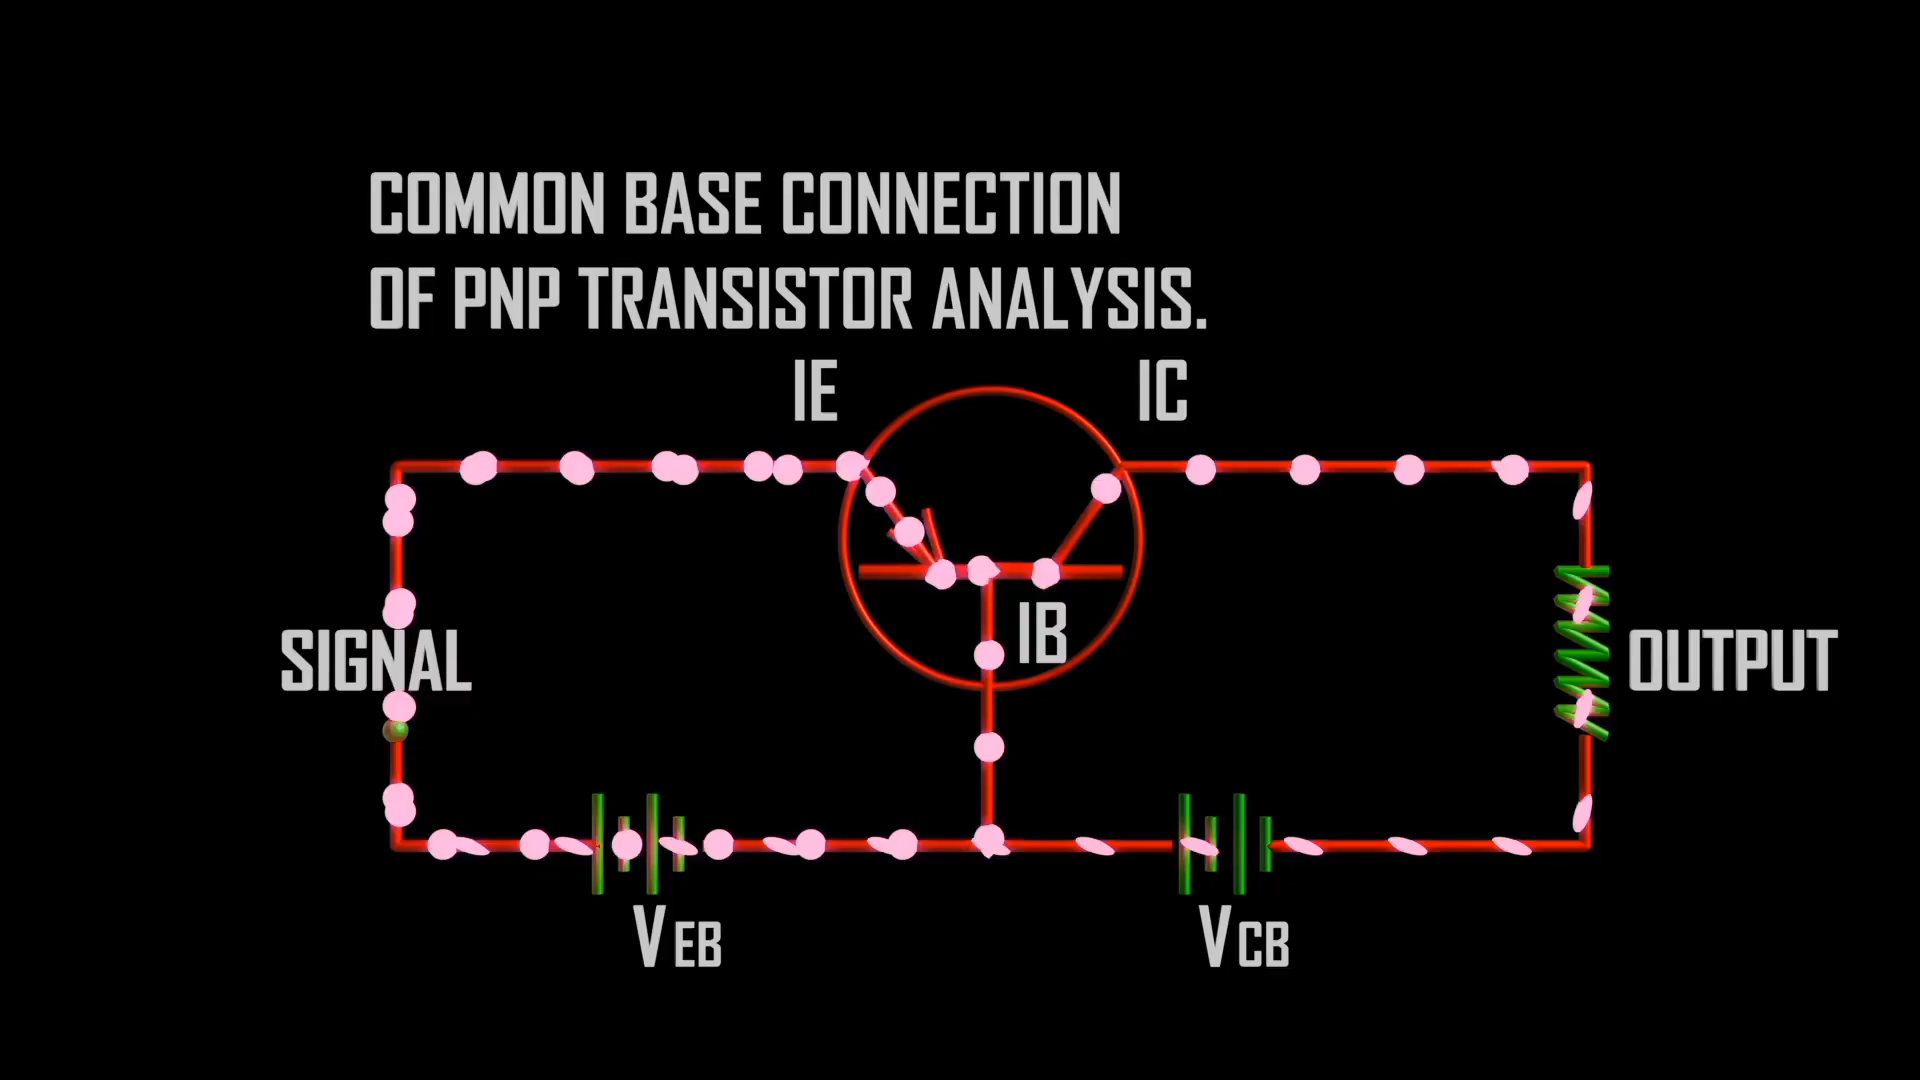 COMMON BASE CONNECTION
OF PNP TRANSISTOR ANALYSIS.
IE
IC
IB
SIGNAL
OUTPUT
VEB
VCB